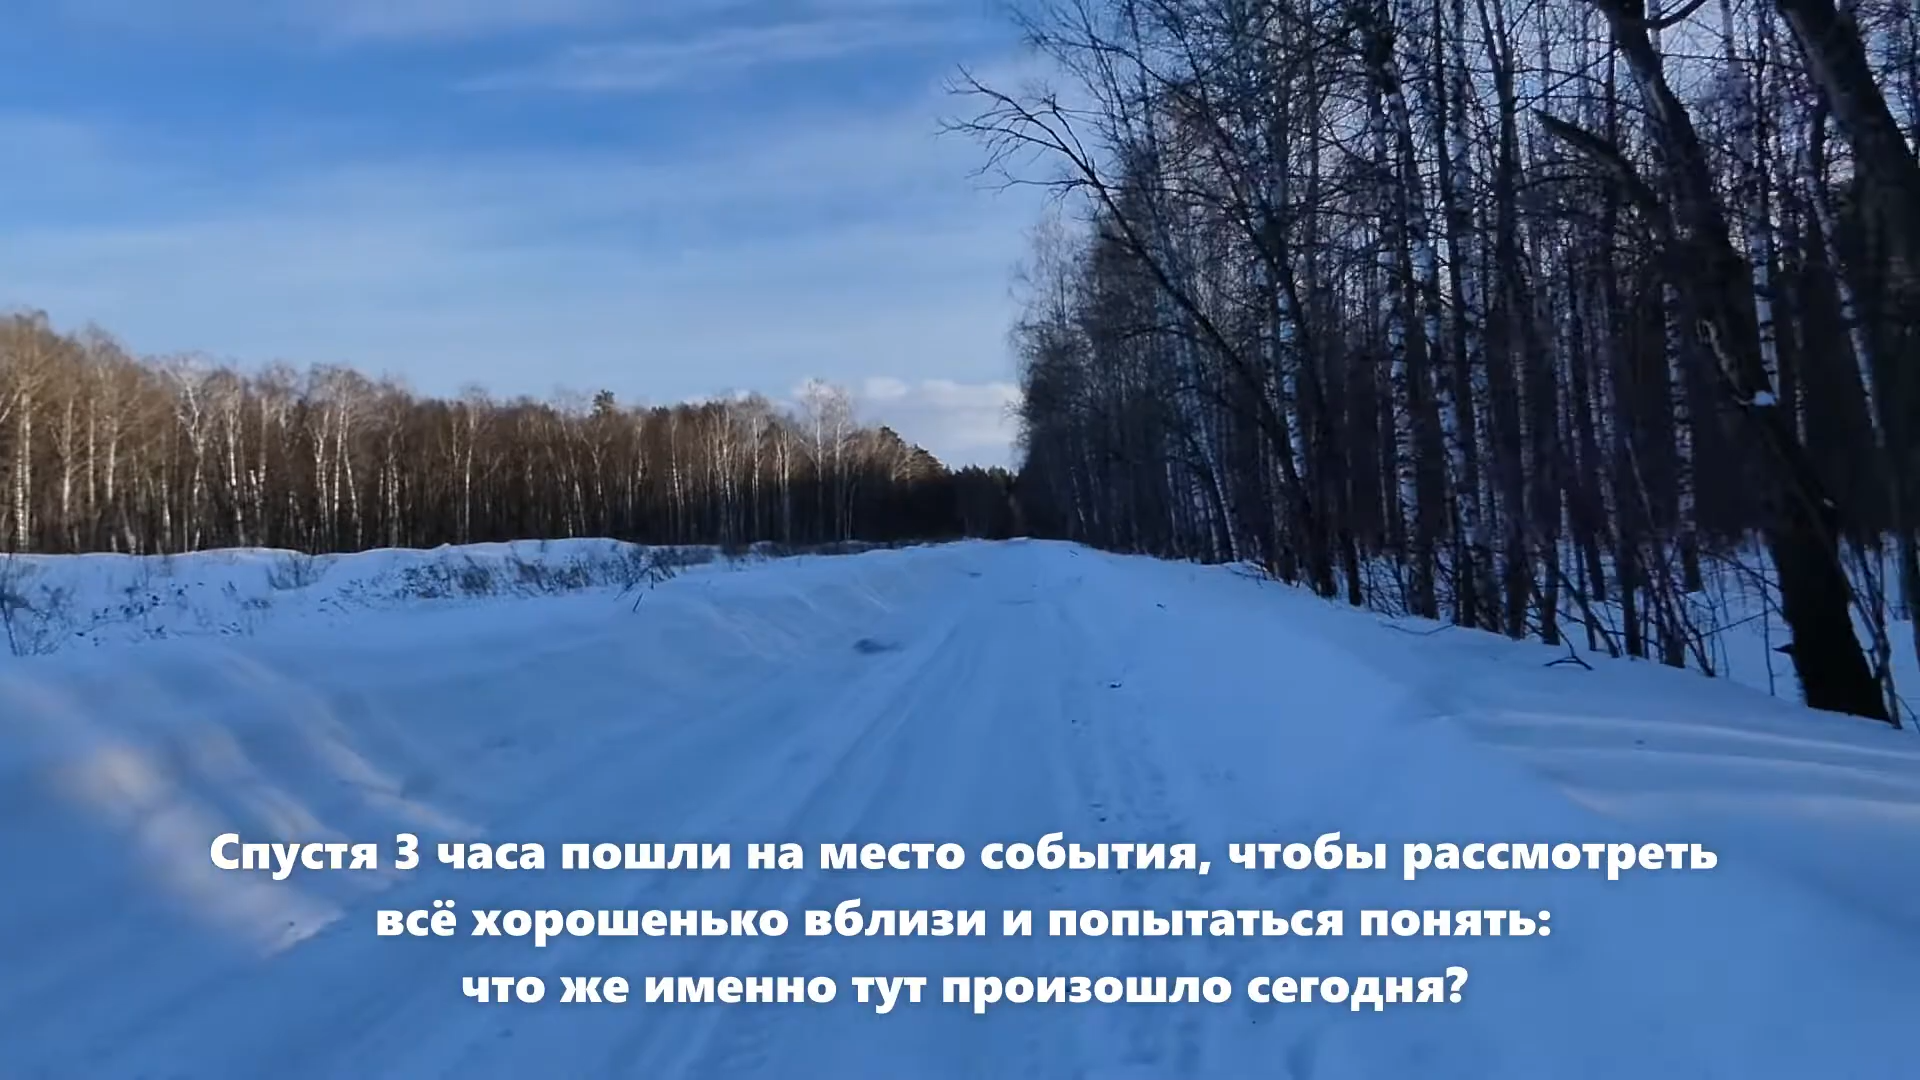 Спустя 3 часа пошли на место события, чтобы рассмотреть
всё хорошенько вблизи и попытаться понять:
что же именно тут произошло сегодня?